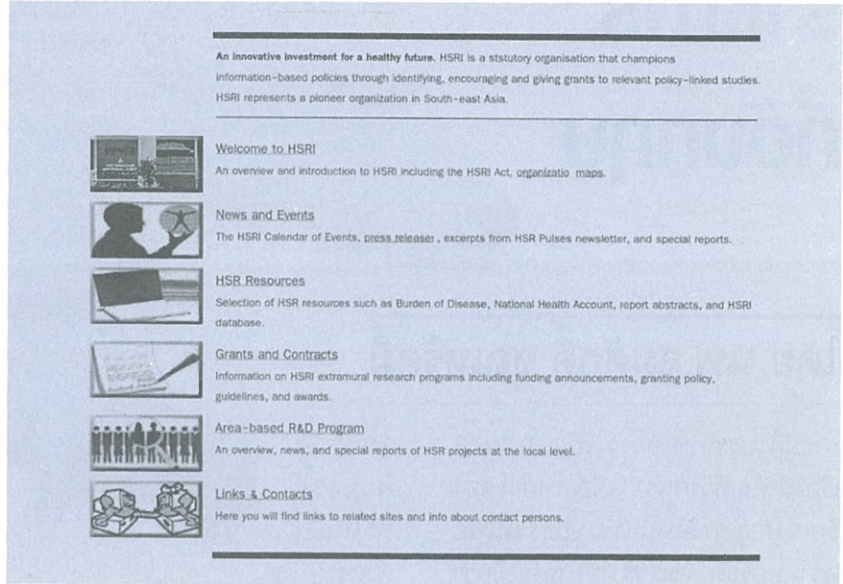 An innovative investment for a healthy future. HSRI is a ststutory organisation that champions
information-based policies through identifying, encouraging and giving grants to relevant policy-linked studies.
HSRI represents a pioneer organization in South-east Asia.
Welcome to HSRI
An overview and introduction to HSRI including the HSRI Act, organizatio maps.
News and Events
The HSRI Calendar of Events, press releaser , excerpts from HSR Pulses newsletter, and special reports.
HSR Resources
Selection of HSR resources such as Burden of Disease, National Health Account, report abstracts, and HSRI
database.
Grants and Contracts
Information on HSRI extramural research programs including funding announcements, granting policy,
guidelines, and awards.
Area-based R&D Program
An overview, news, and special reports of HSR projects at the local level.
Links & Contacts
Here you will find links to related sites and info about contact persons.